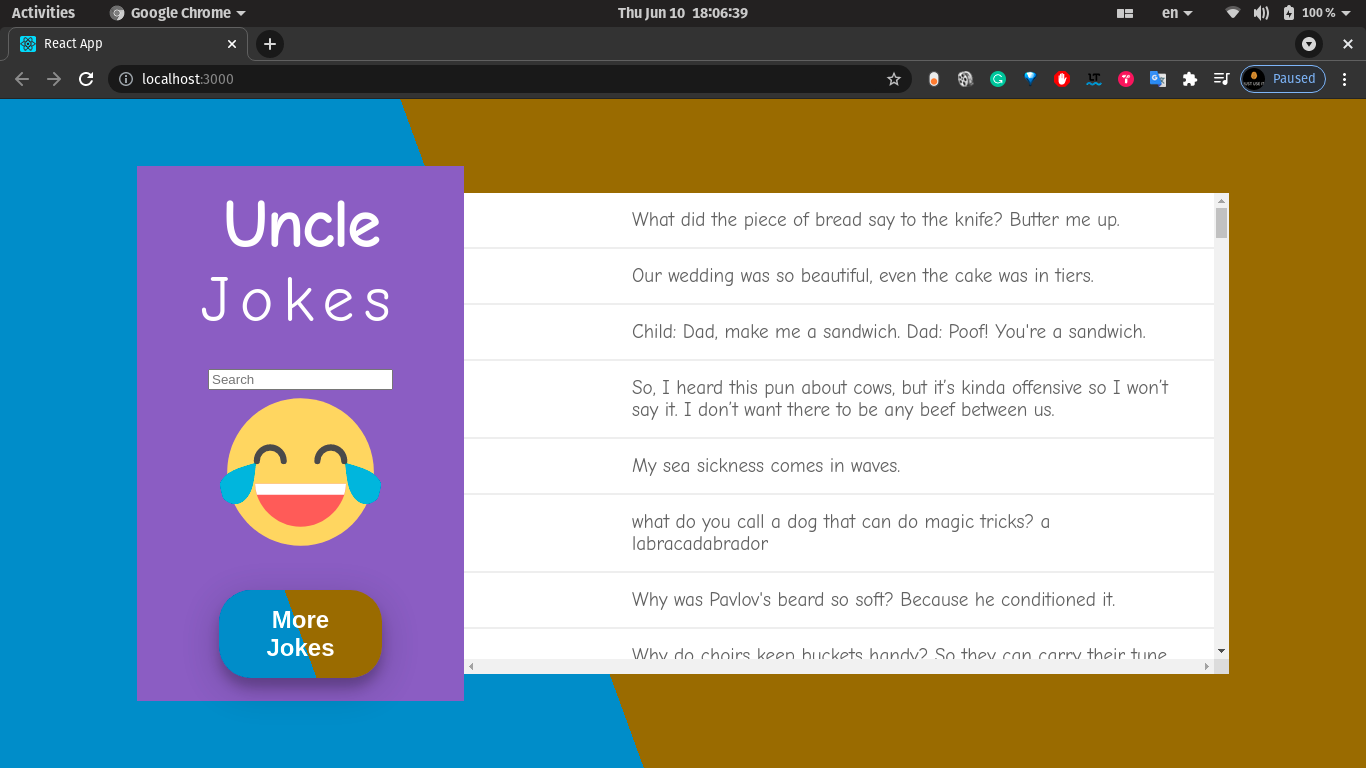 Activities
Google Chrome
Thu Jun 10 18:06:39
en
100 %
React App
localhost:3000
Paused
Uncle
Jokes
Search
More
Jokes
What did the piece of bread say to the knife? Butter me up.
Our wedding was so beautiful, even the cake was in tiers.
Child: Dad, make me a sandwich. Dad: Poof! You're a sandwich.
So, I heard this pun about cows, but it’s kinda offensive so I won’t
say it. I don’t want there to be any beef between us.
My sea sickness comes in waves.
what do you call a dog that can do magic tricks? a
labracadabrador
Why was Pavlov's beard so soft? Because he conditioned it.
Why do choirs keep buckets handy? So they can carry their tune